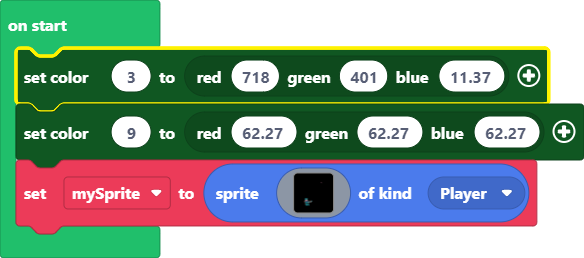 on start
set color 3 to red 718 green 401 blue 11.37
set color 9 to red 62.27 green 62.27 blue 62.27
set mySprite to sprite of kind Player